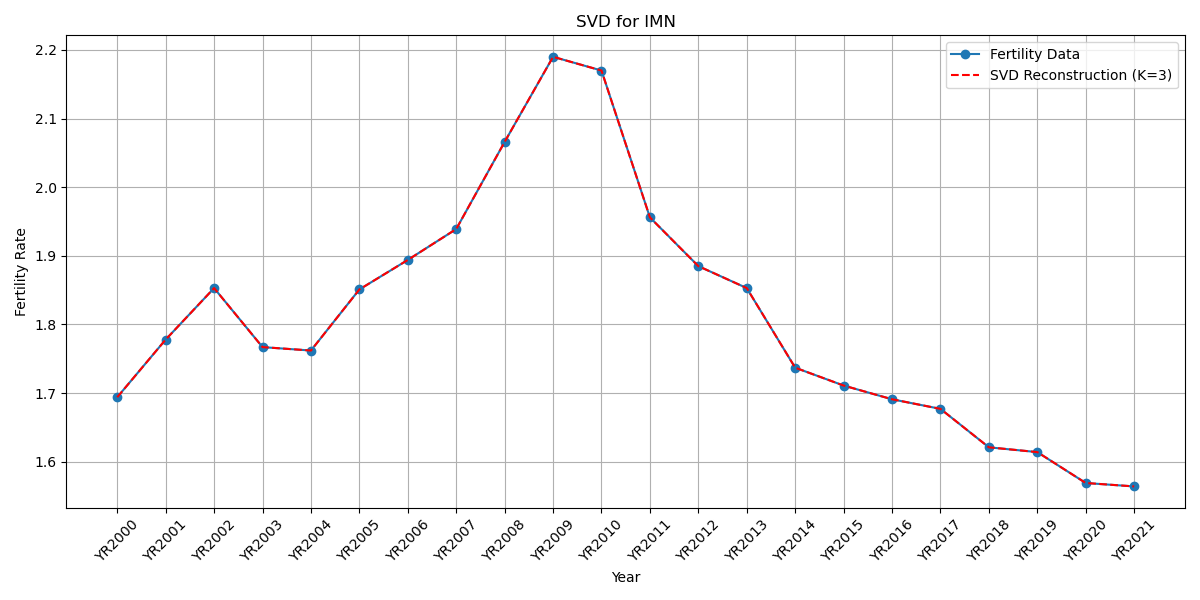 SVD for IMN
Fertility Data
SVD Reconstruction (K=3)
Fertility Rate
2.2
2.1
2.0
1.9
1.8
1.7
1.6
YR2000
YR2001
YR2002
YR2003
YR2004
YR2005
YR2006
YR2007
YR2008
YR2009
YR2010
YR2011
YR2012
YR2013
YR2014
YR2015
YR2016
YR2017
YR2018
YR2019
YR2020
YR2021
Year